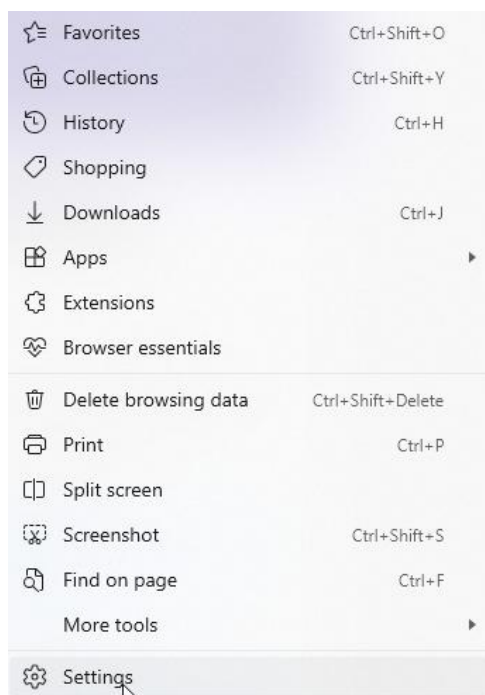 Favorites Ctrl+Shift+O
Collections Ctrl+Shift+Y
History Ctrl+H
Shopping
Downloads Ctrl+J
Apps
Extensions
Browser essentials
Delete browsing data Ctrl+Shift+Delete
Print Ctrl+P
Split screen
Screenshot Ctrl+Shift+S
Find on page Ctrl+F
More tools
Settings